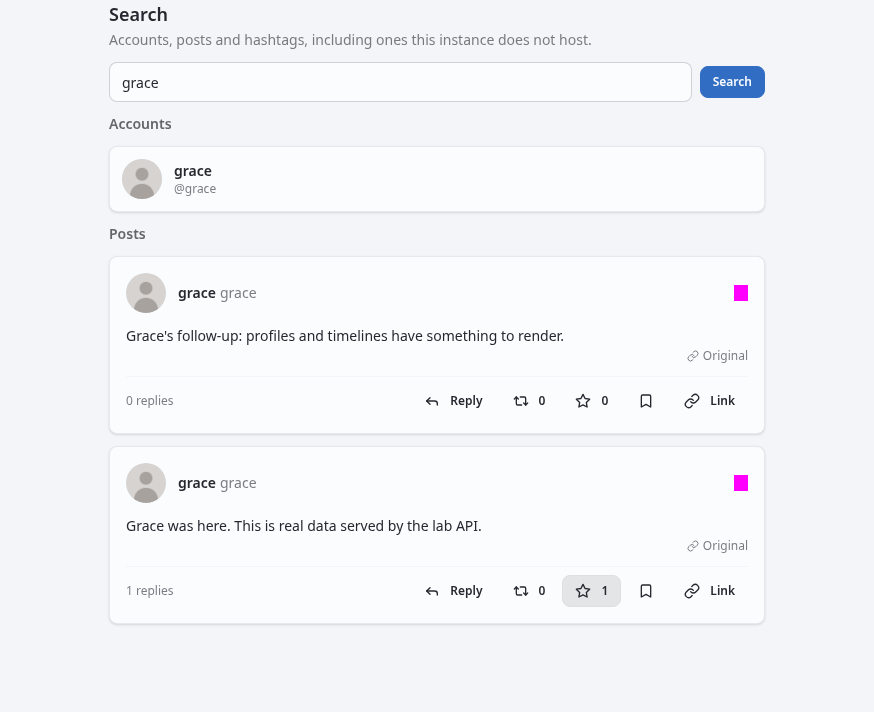 Search
Accounts, posts and hashtags, including ones this instance does not host.
grace
Search
Accounts
grace
@grace
Posts
grace grace
Grace's follow-up: profiles and timelines have something to render.
Original
0 replies
Reply
0
0
Link
grace grace
Grace was here. This is real data served by the lab API.
Original
1 replies
Reply
0
1
Link